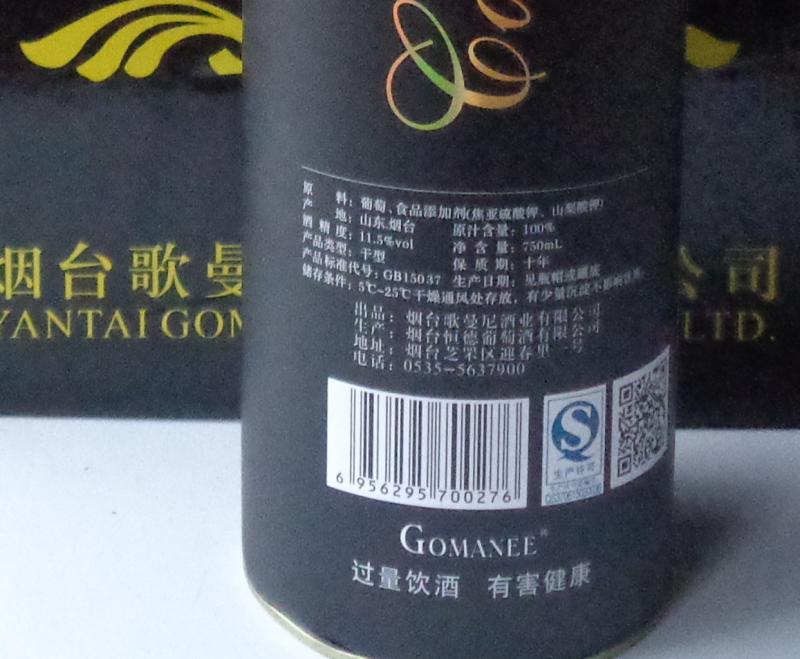 原 料：葡萄、食品添加剂(焦亚硫酸钾、山梨酸钾)
产 地：山东.烟台 原汁含量：100%
酒 精 度：11.5%vol 净 含 量：750mL
产品类型：干型 保 质 期：十年
产品标准代号：GB15037 生产日期：见瓶帽或罐底
储存条件：5℃-25℃干燥通风处存放，有少量沉淀不影响
出品：烟台歌曼尼酒业有限公司
生产：烟台恒德葡萄酒有限公司
地址：烟台芝罘区迎春里一号
电话：0535-5637900
6 956295 700276
S
生产许可
GOMANEE®
过量饮酒 有害健康
烟台歌曼
公司
YANTAI GOM
LTD.